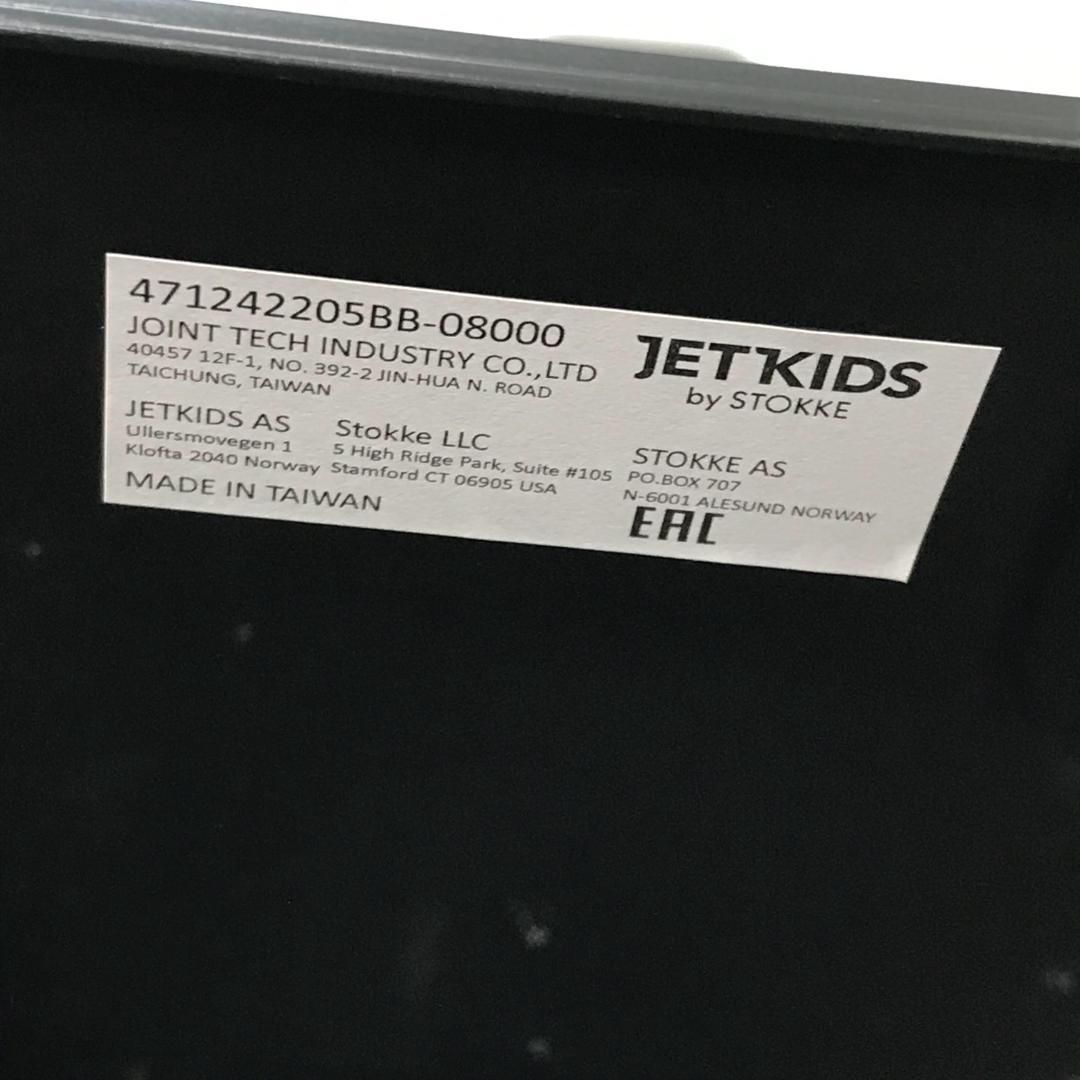 471242205BB-08000
JOINT TECH INDUSTRY CO.,LTD
40457 12F-1, NO. 392-2 JIN-HUA N. ROAD
TAICHUNG, TAIWAN
JETKIDS
by STOKKE
JETKIDS AS
Ullersmovegen 1
Klofta 2040 Norway
Stokke LLC
5 High Ridge Park, Suite #105
Stamford CT 06905 USA
STOKKE AS
PO.BOX 707
N-6001 ALESUND NORWAY
MADE IN TAIWAN
EAC